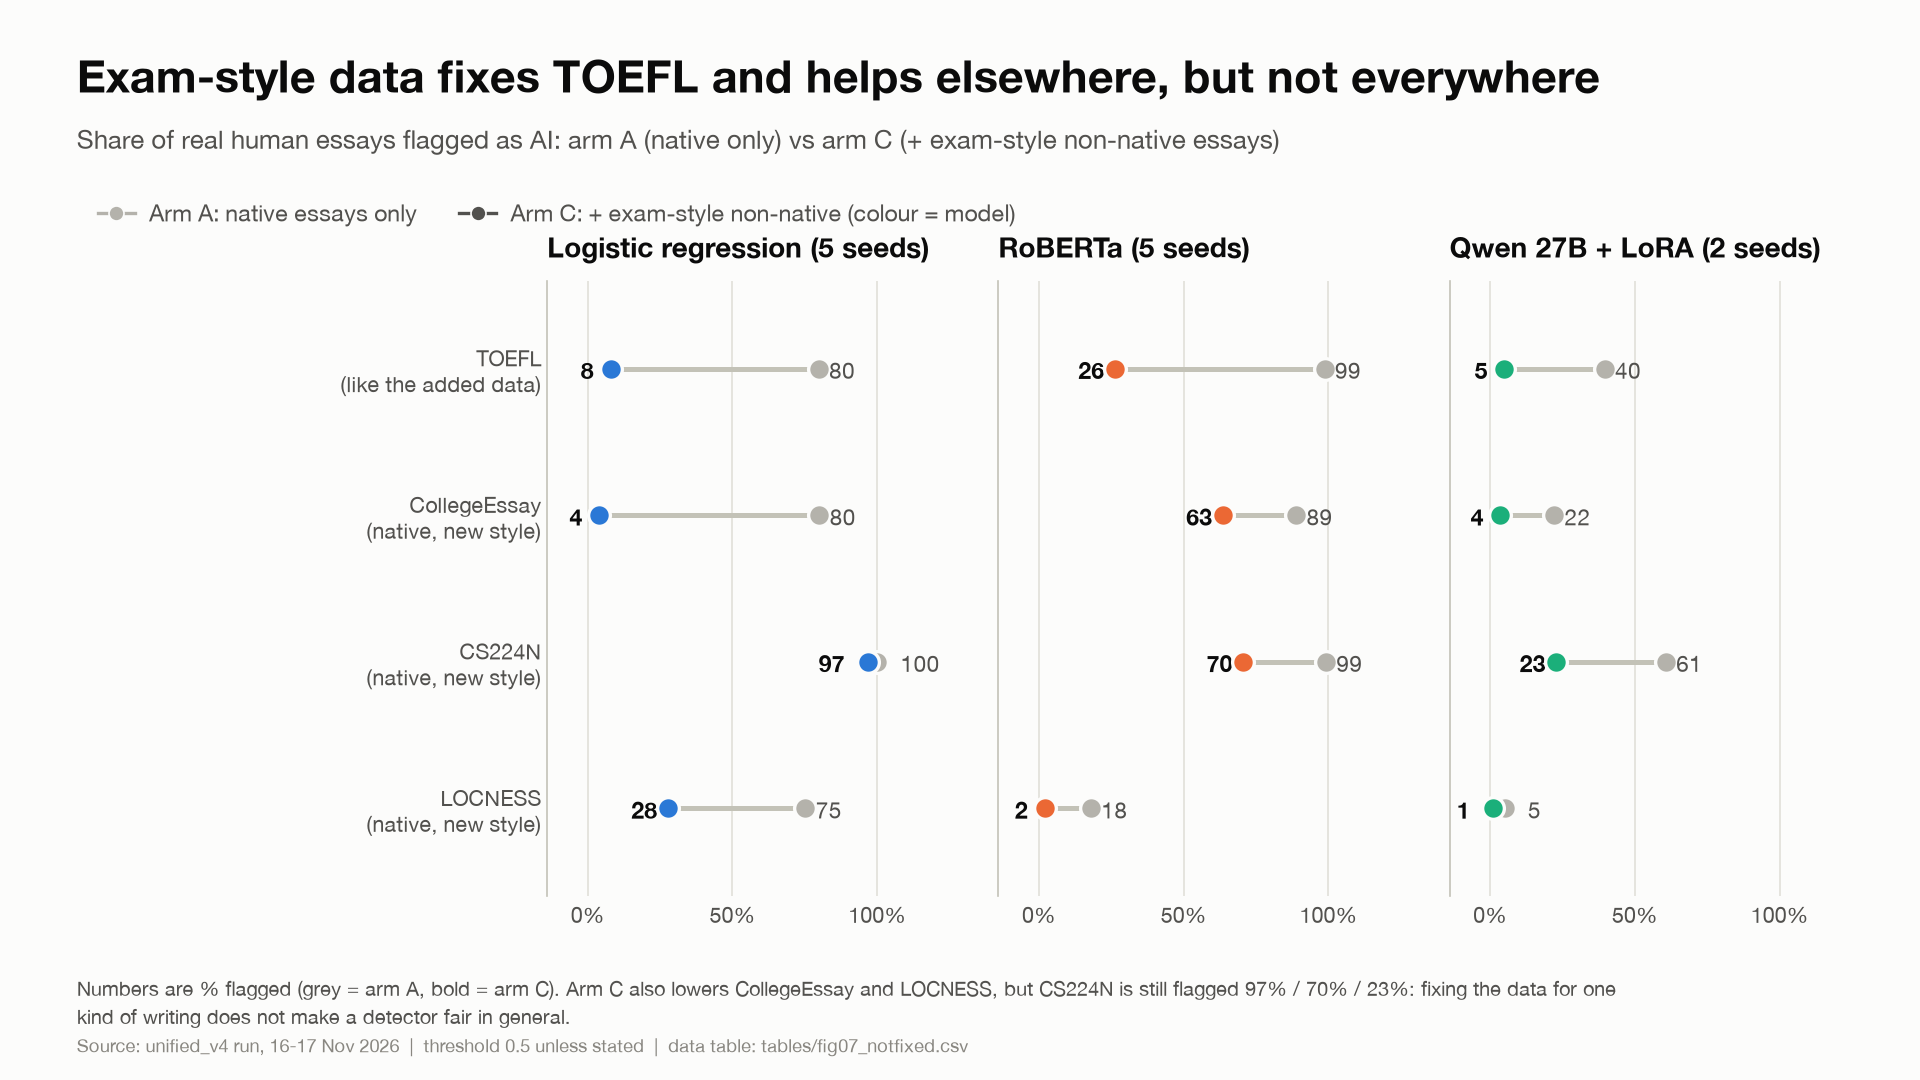 Exam-style data fixes TOEFL and helps elsewhere, but not everywhere
Share of real human essays flagged as AI: arm A (native only) vs arm C (+ exam-style non-native essays)
Arm A: native essays only
Arm C: + exam-style non-native (colour = model)
Logistic regression (5 seeds)
RoBERTa (5 seeds)
Qwen 27B + LoRA (2 seeds)
TOEFL
(like the added data)
8 80
26 99
5 40
CollegeEssay
(native, new style)
4 80
63 89
4 22
CS224N
(native, new style)
97 100
70 99
23 61
LOCNESS
(native, new style)
28 75
2 18
1 5
0% 50% 100%
0% 50% 100%
0% 50% 100%
Numbers are % flagged (grey = arm A, bold = arm C). Arm C also lowers CollegeEssay and LOCNESS, but CS224N is still flagged 97% / 70% / 23%: fixing the data for one
kind of writing does not make a detector fair in general.
Source: unified_v4 run, 16-17 Nov 2026 | threshold 0.5 unless stated | data table: tables/fig07_notfixed.csv